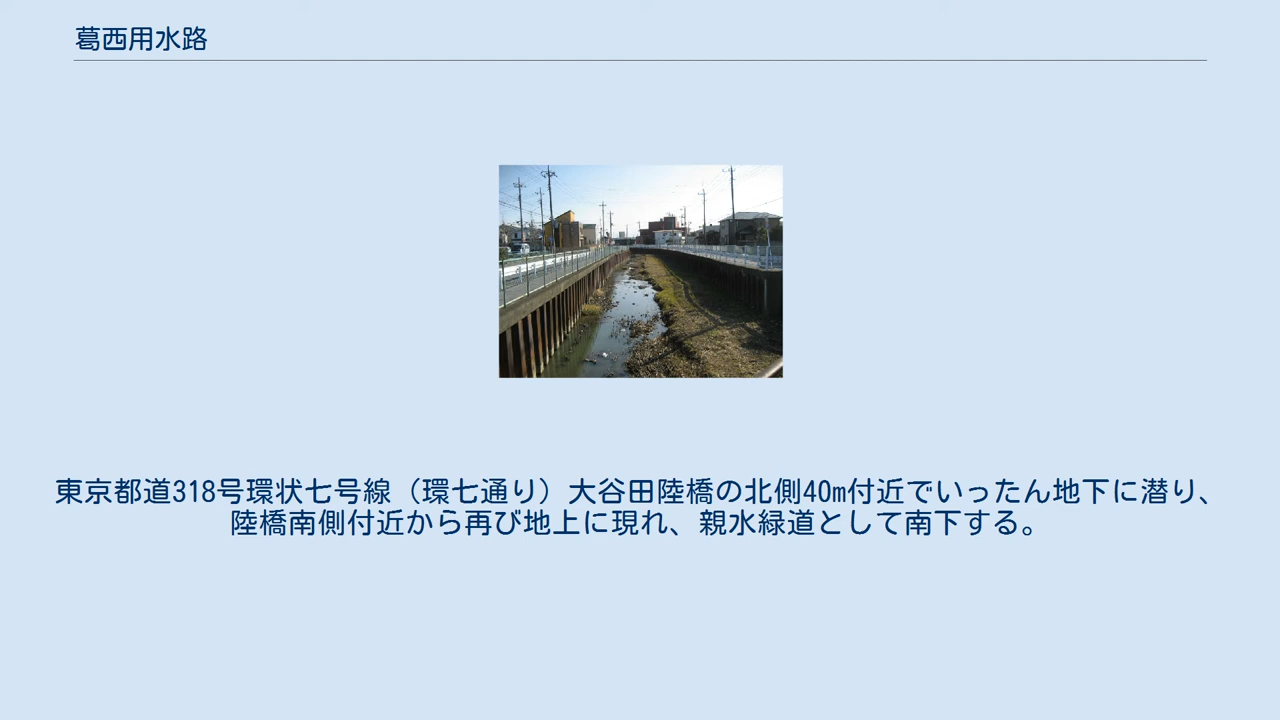 葛西用水路
東京都道318号環状七号線（環七通り）大谷田陸橋の北側40m付近でいったん地下に潜り、
陸橋南側付近から再び地上に現れ、親水緑道として南下する。